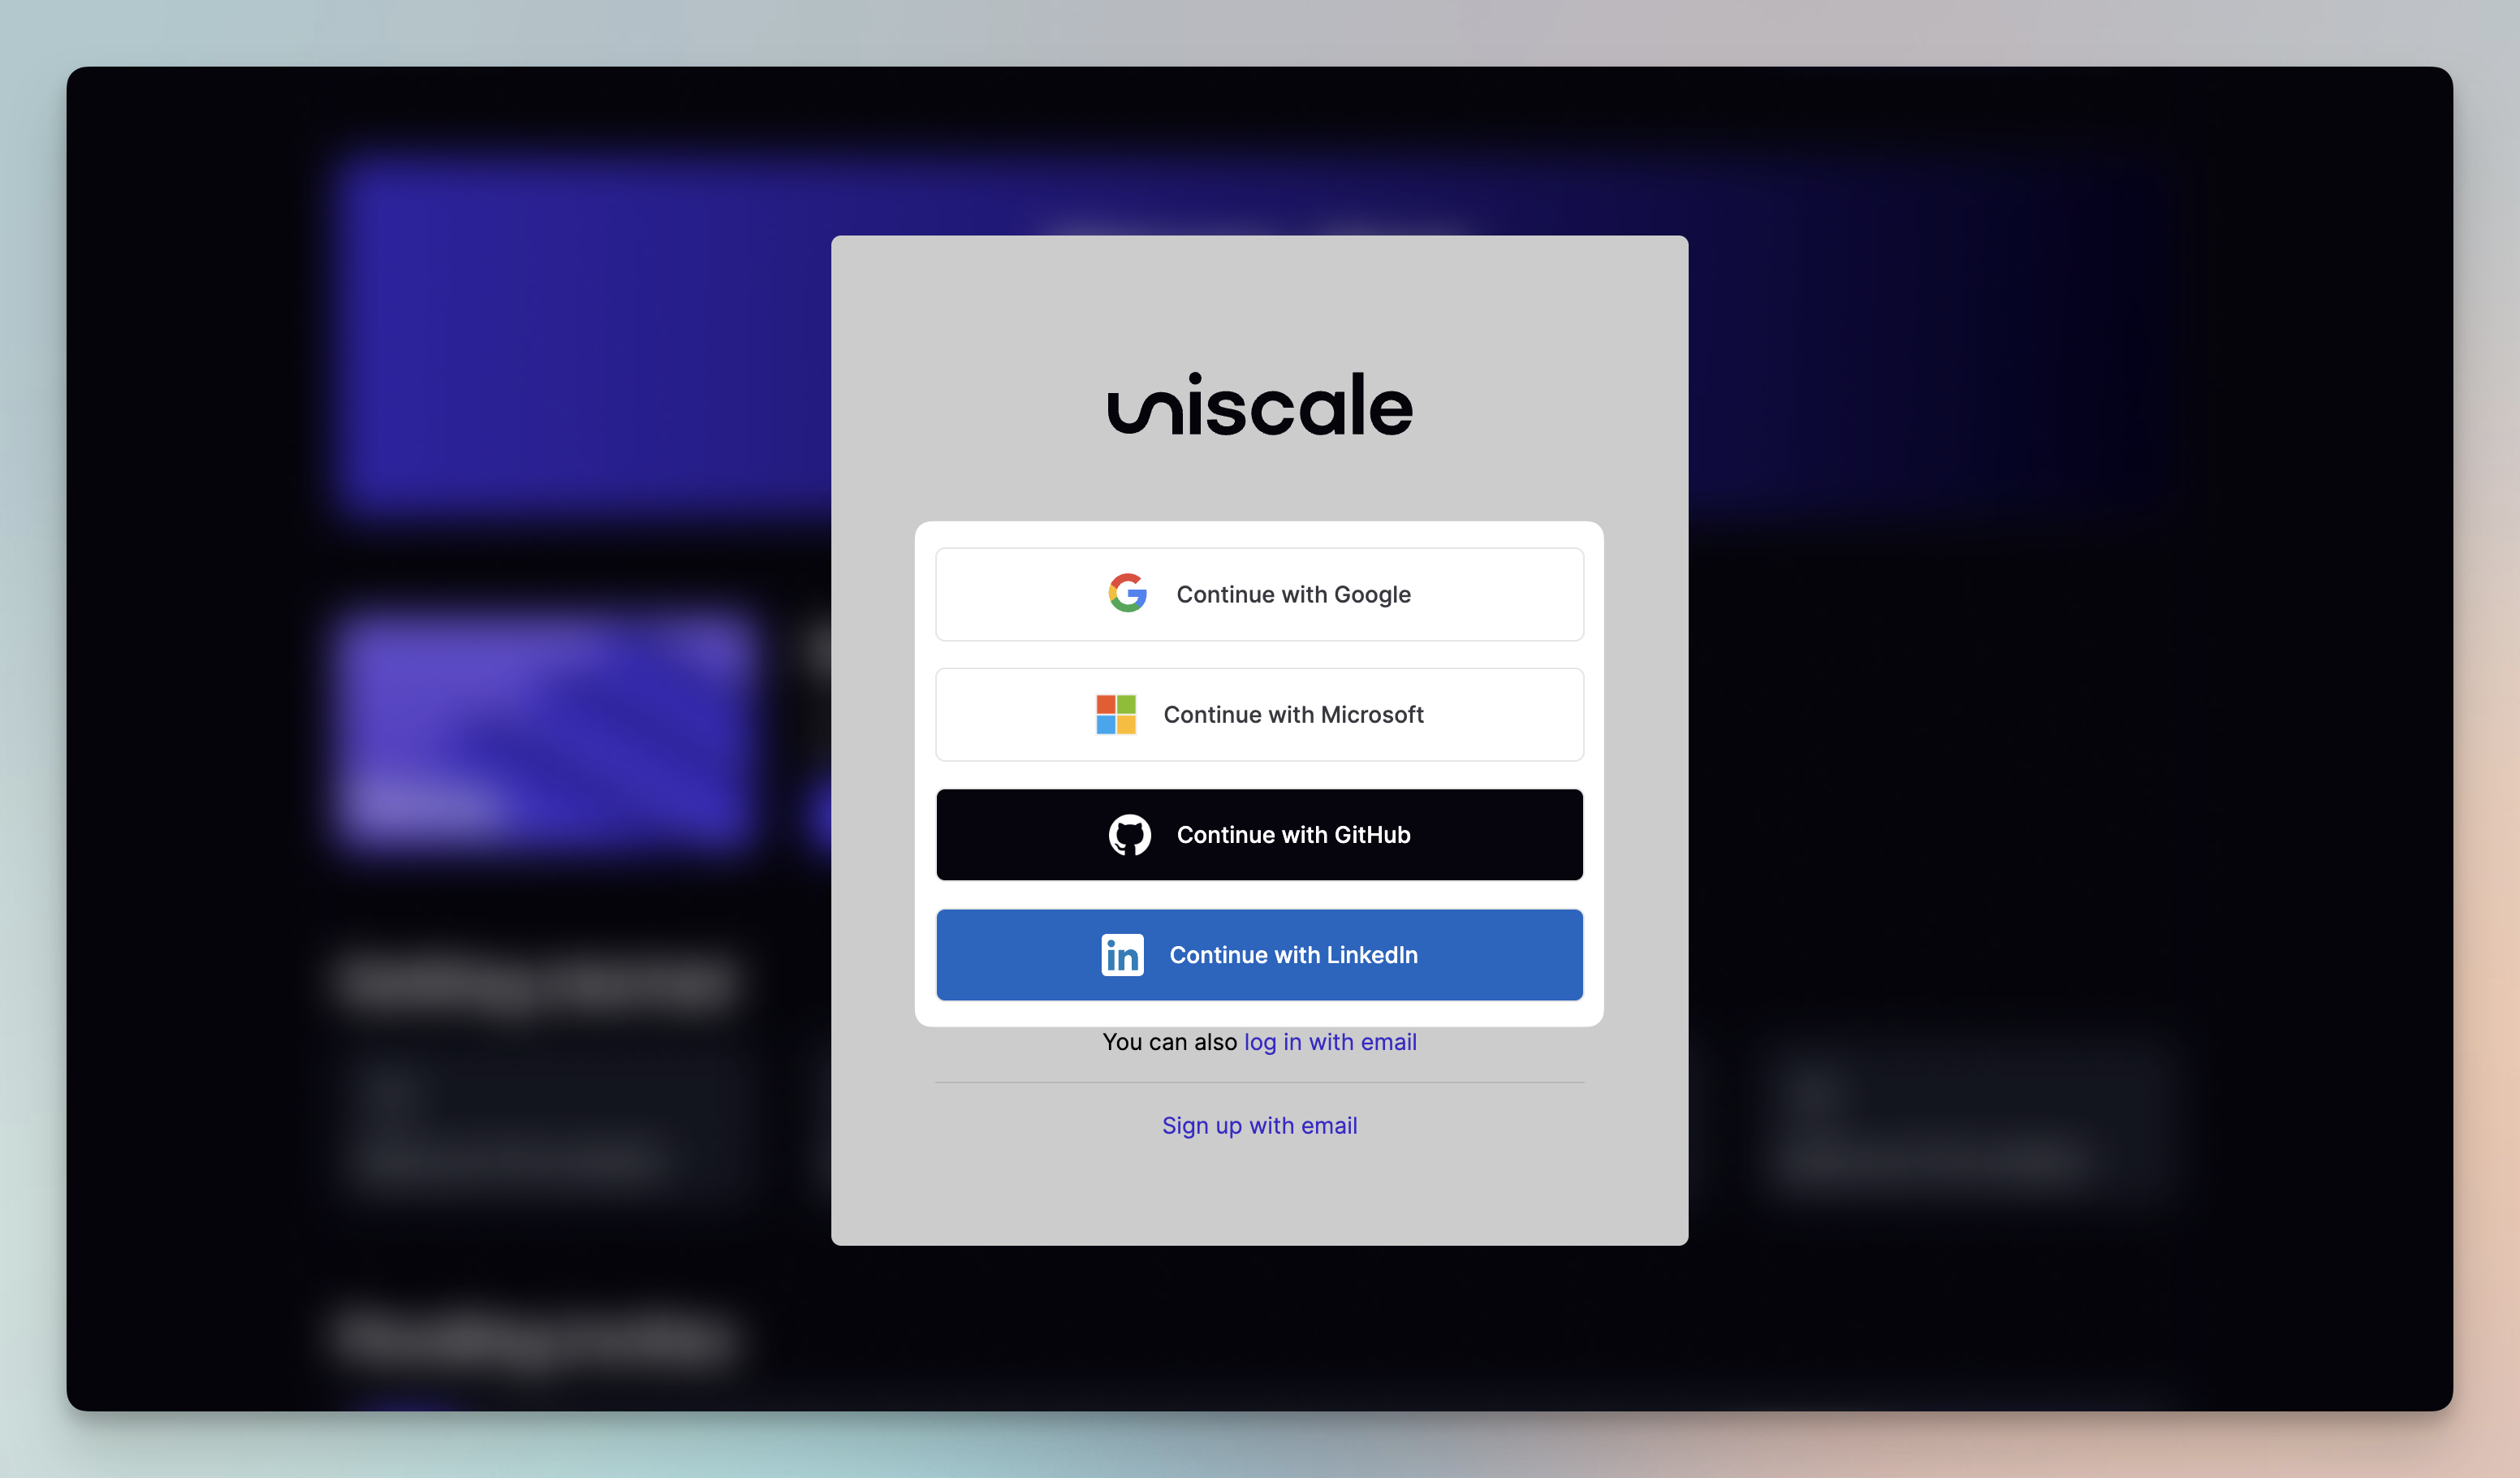 uniscale
Continue with Google
Continue with Microsoft
Continue with GitHub
in Continue with LinkedIn
You can also log in with email
Sign up with email